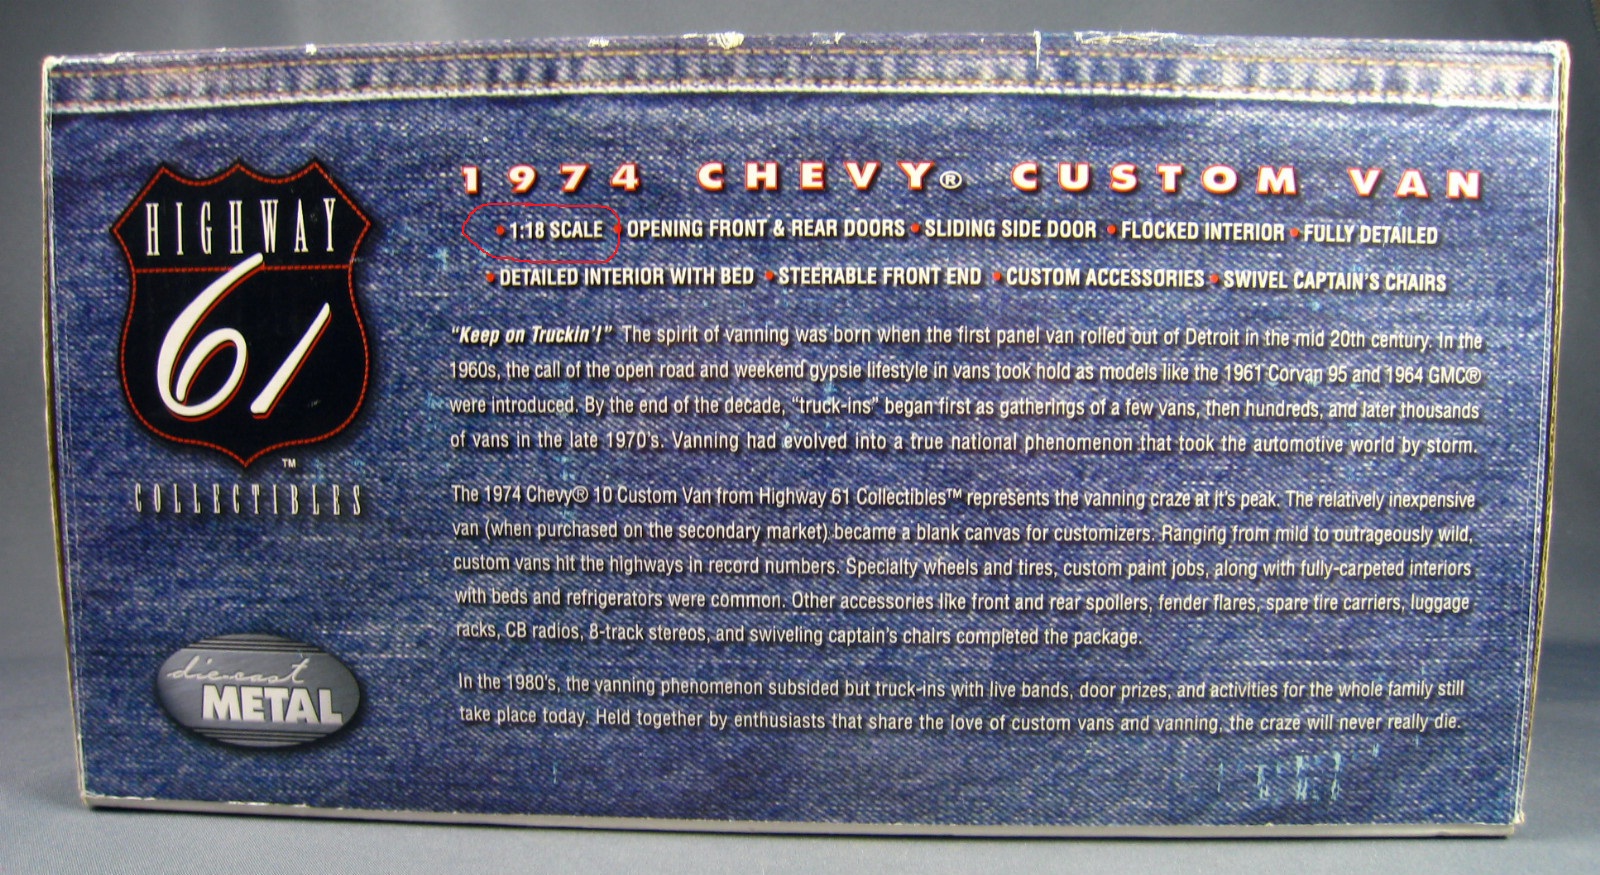 HIGHWAY
61
TM
COLLECTIBLES
die-cast
METAL
1974 CHEVY® CUSTOM VAN
• 1:18 SCALE • OPENING FRONT & REAR DOORS • SLIDING SIDE DOOR • FLOCKED INTERIOR • FULLY DETAILED
• DETAILED INTERIOR WITH BED • STEERABLE FRONT END • CUSTOM ACCESSORIES • SWIVEL CAPTAIN'S CHAIRS
"Keep on Truckin'!" The spirit of vanning was born when the first panel van rolled out of Detroit in the mid 20th century. In the
1960s, the call of the open road and weekend gypsie lifestyle in vans took hold as models like the 1961 Corvan 95 and 1964 GMC®
were introduced. By the end of the decade, "truck-ins" began first as gatherings of a few vans, then hundreds, and later thousands
of vans in the late 1970's. Vanning had evolved into a true national phenomenon that took the automotive world by storm.
The 1974 Chevy® 10 Custom Van from Highway 61 Collectibles™ represents the vanning craze at it's peak. The relatively inexpensive
van (when purchased on the secondary market) became a blank canvas for customizers. Ranging from mild to outrageously wild,
custom vans hit the highways in record numbers. Specialty wheels and tires, custom paint jobs, along with fully-carpeted interiors
with beds and refrigerators were common. Other accessories like front and rear spoilers, fender flares, spare tire carriers, luggage
racks, CB radios, 8-track stereos, and swiveling captain's chairs completed the package.
In the 1980's, the vanning phenomenon subsided but truck-ins with live bands, door prizes, and activities for the whole family still
take place today. Held together by enthusiasts that share the love of custom vans and vanning, the craze will never really die.